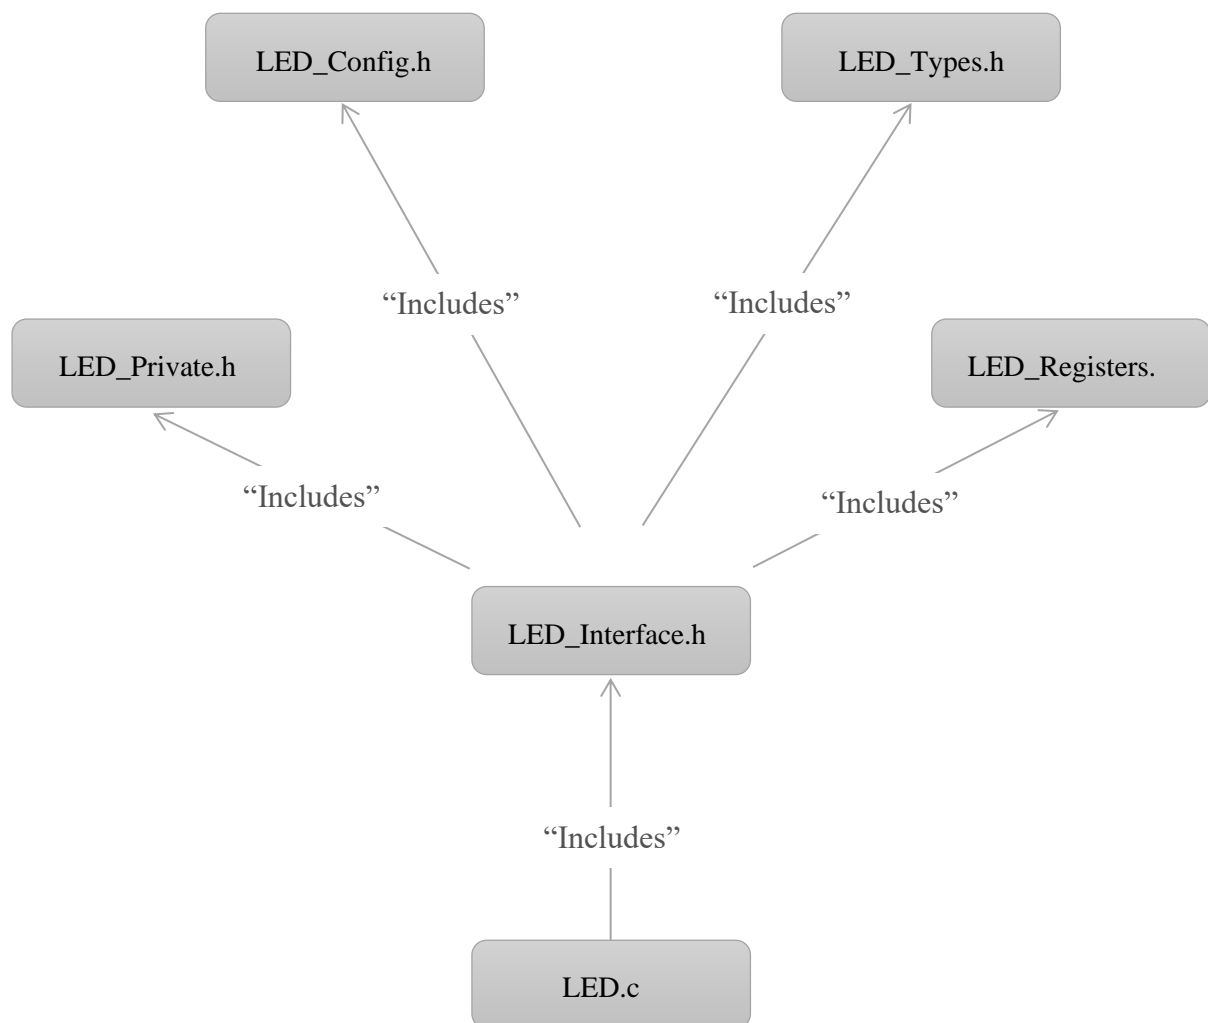 LED_Config.h
LED_Types.h
“Includes”
“Includes”
LED_Private.h
LED_Registers.
“Includes”
“Includes”
LED_Interface.h
“Includes”
LED.c